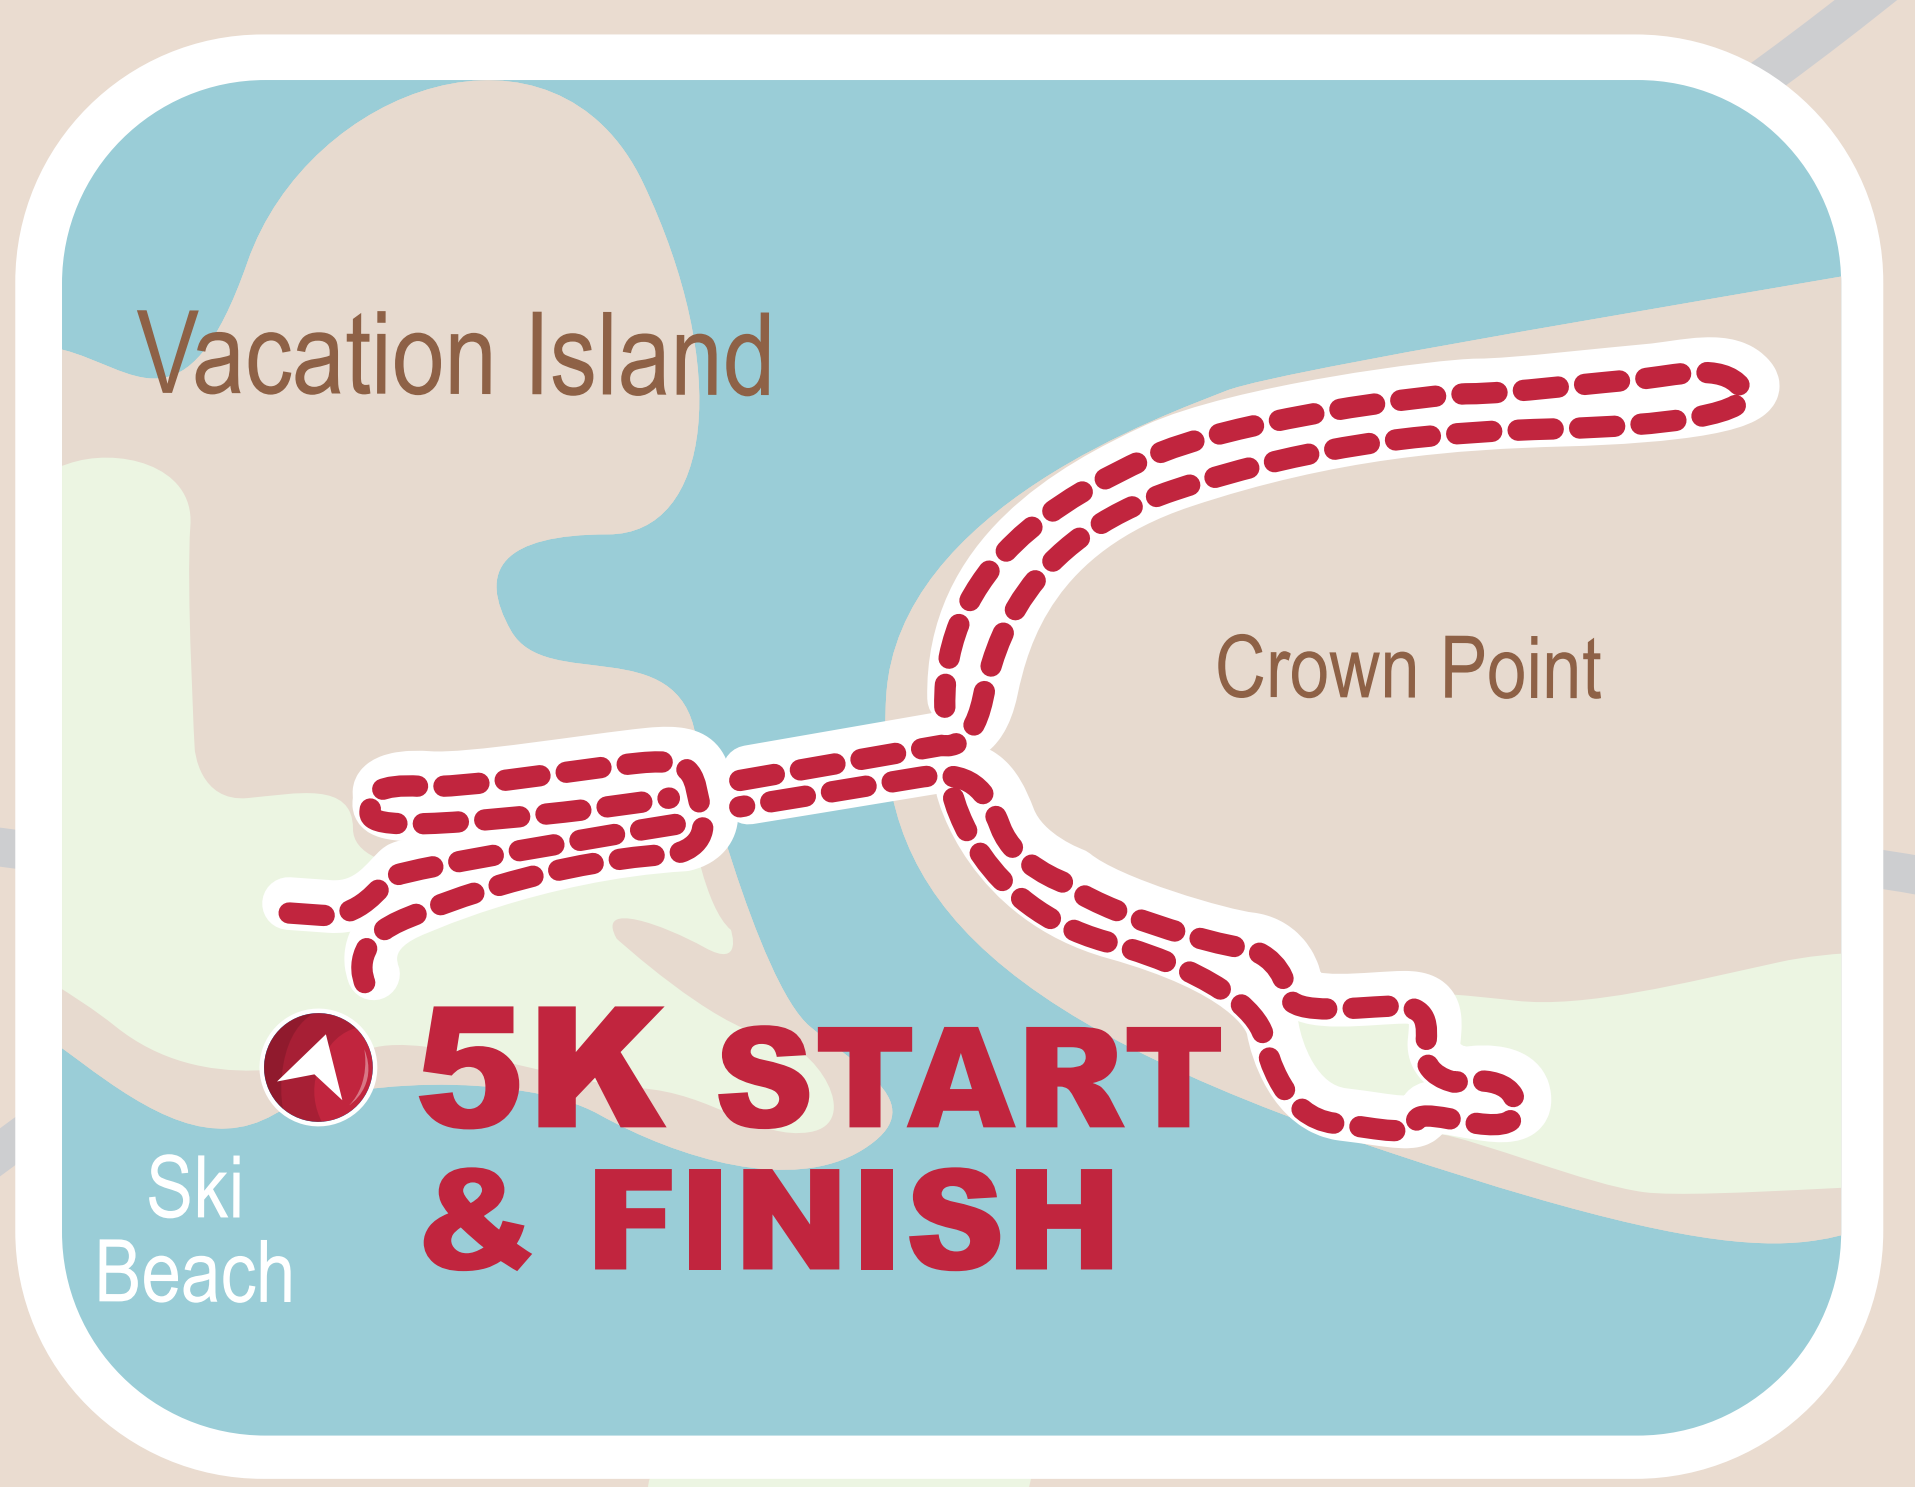 Vacation Island
Crown Point
5K START
& FINISH
Ski
Beach